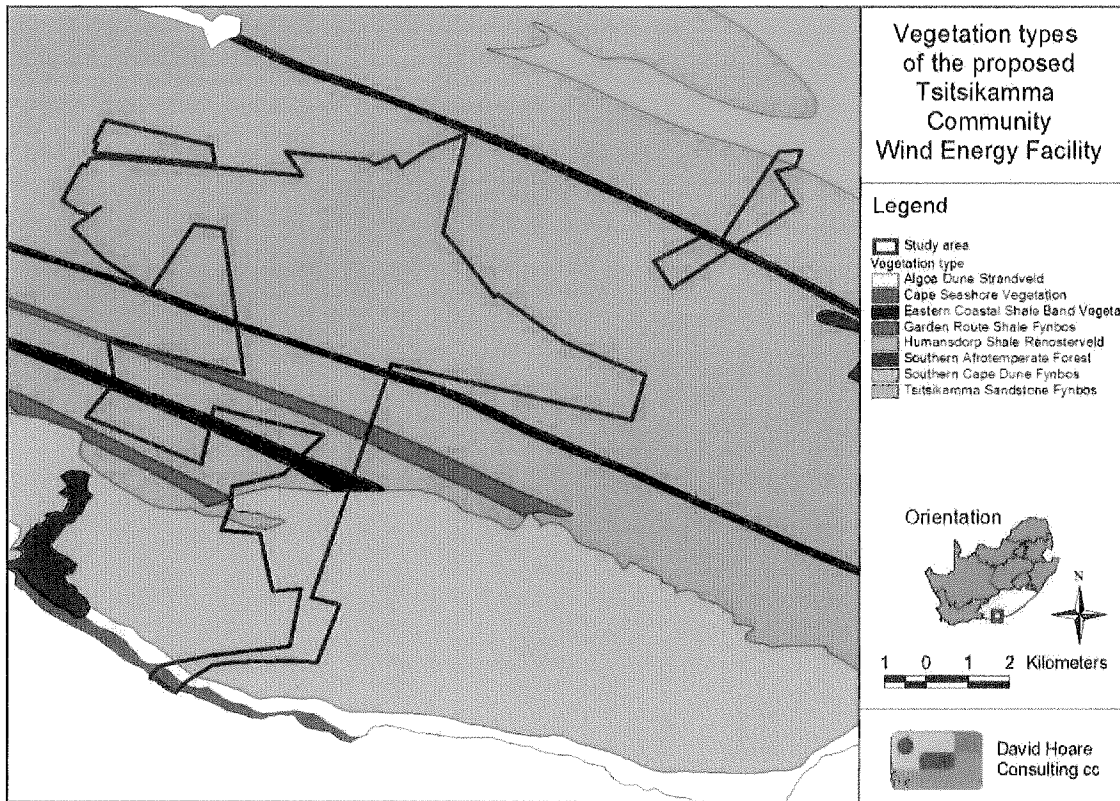 Vegetation types
of the proposed
Tsitsikamma
Community
Wind Energy Facility
Legend
Study area
Vegetation type
Algoa Dune Strandveld
Cape Seashore Vegetation
Eastern Coastal Shale Band Vegeta
Garden Route Shale Fynbos
Humansdorp Shale Renosterveld
Southern Afrotemperate Forest
Southern Cape Dune Fynbos
Tsitsikamma Sandstone Fynbos
Orientation
N
1 0 1 2 Kilometers
David Hoare
Consulting cc